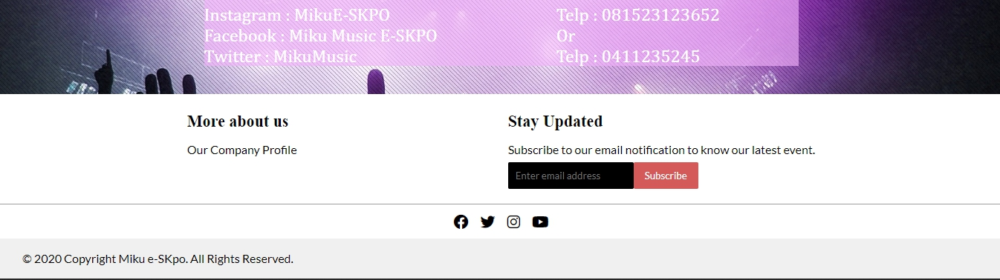 Instagram : MikuE-SKPO
Facebook : Miku Music E-SKPO
Twitter : MikuMusic
Telp : 081523123652
Or
Telp : 0411235245
More about us
Our Company Profile
Stay Updated
Subscribe to our email notification to know our latest event.
Enter email address
Subscribe
© 2020 Copyright Miku e-SKpo. All Rights Reserved.